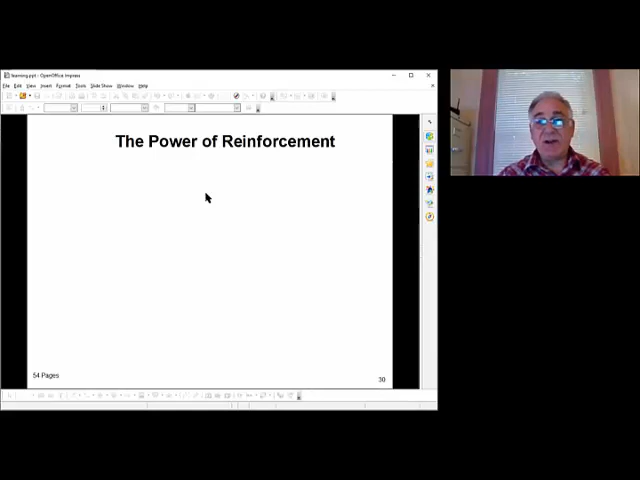 learning.ppt - OpenOffice Impress
File Edit View Insert Format Tools Slide Show Window Help
The Power of Reinforcement
54 Pages
30